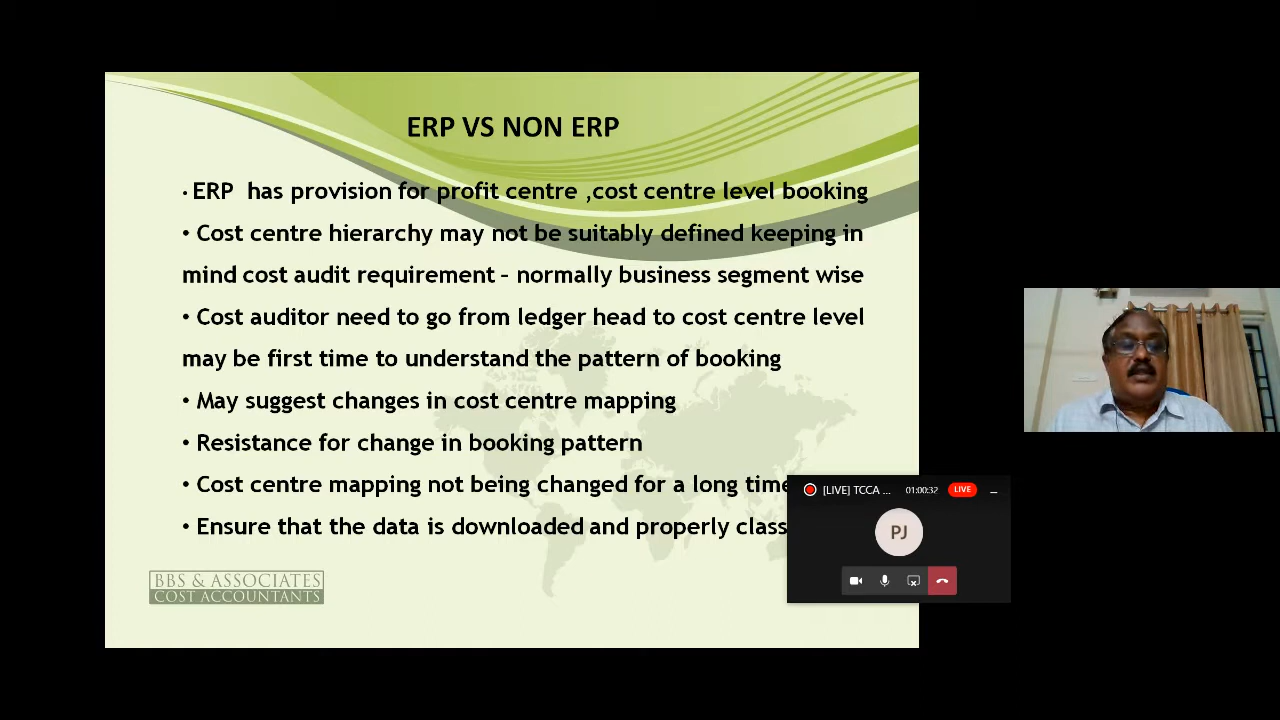 ERP VS NON ERP
• ERP has provision for profit centre ,cost centre level booking
• Cost centre hierarchy may not be suitably defined keeping in
mind cost audit requirement – normally business segment wise
• Cost auditor need to go from ledger head to cost centre level
may be first time to understand the pattern of booking
• May suggest changes in cost centre mapping
• Resistance for change in booking pattern
• Cost centre mapping not being changed for a long time
• Ensure that the data is downloaded and properly class
[LIVE] TCCA ... 01:00:32 LIVE
PJ
BBS & ASSOCIATES
COST ACCOUNTANTS